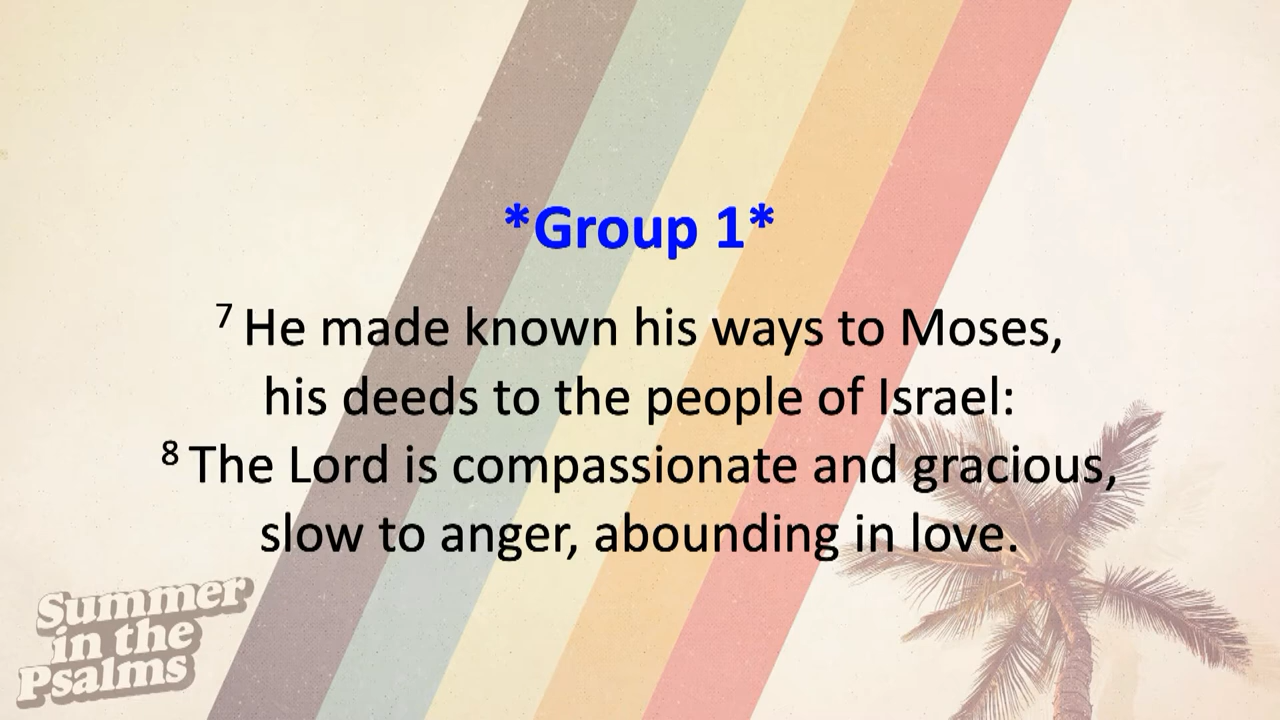 *Group 1*
⁷ He made known his ways to Moses,
his deeds to the people of Israel:
⁸ The Lord is compassionate and gracious,
slow to anger, abounding in love.
Summer
in the
Psalms